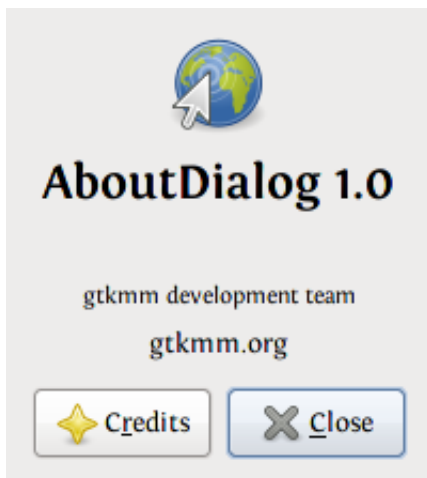 AboutDialog 1.0
gtkmm development team
gtkmm.org
Credits
Close